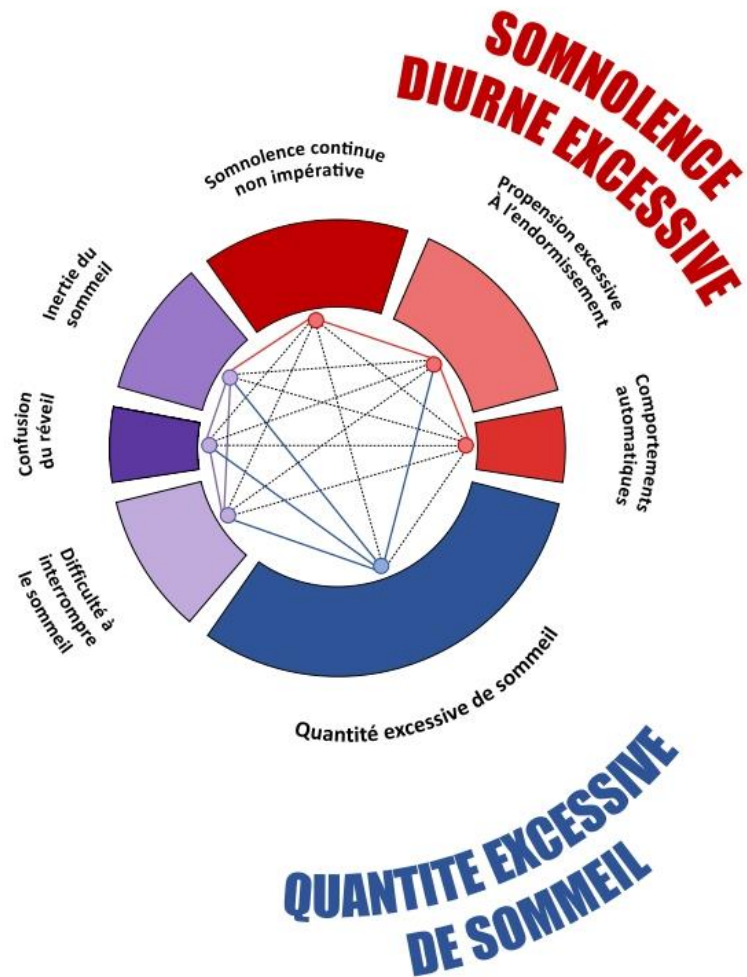 SOMNOLENCE
DIURNE EXCESSIVE
Somnolence continue
non impérative
Propension excessive
À l'endormissement
Inertie du
sommeil
Comportements
automatiques
Confusion
du réveil
Difficulté à
interrompre
le sommeil
Quantité excessive de sommeil
QUANTITE EXCESSIVE
DE SOMMEIL